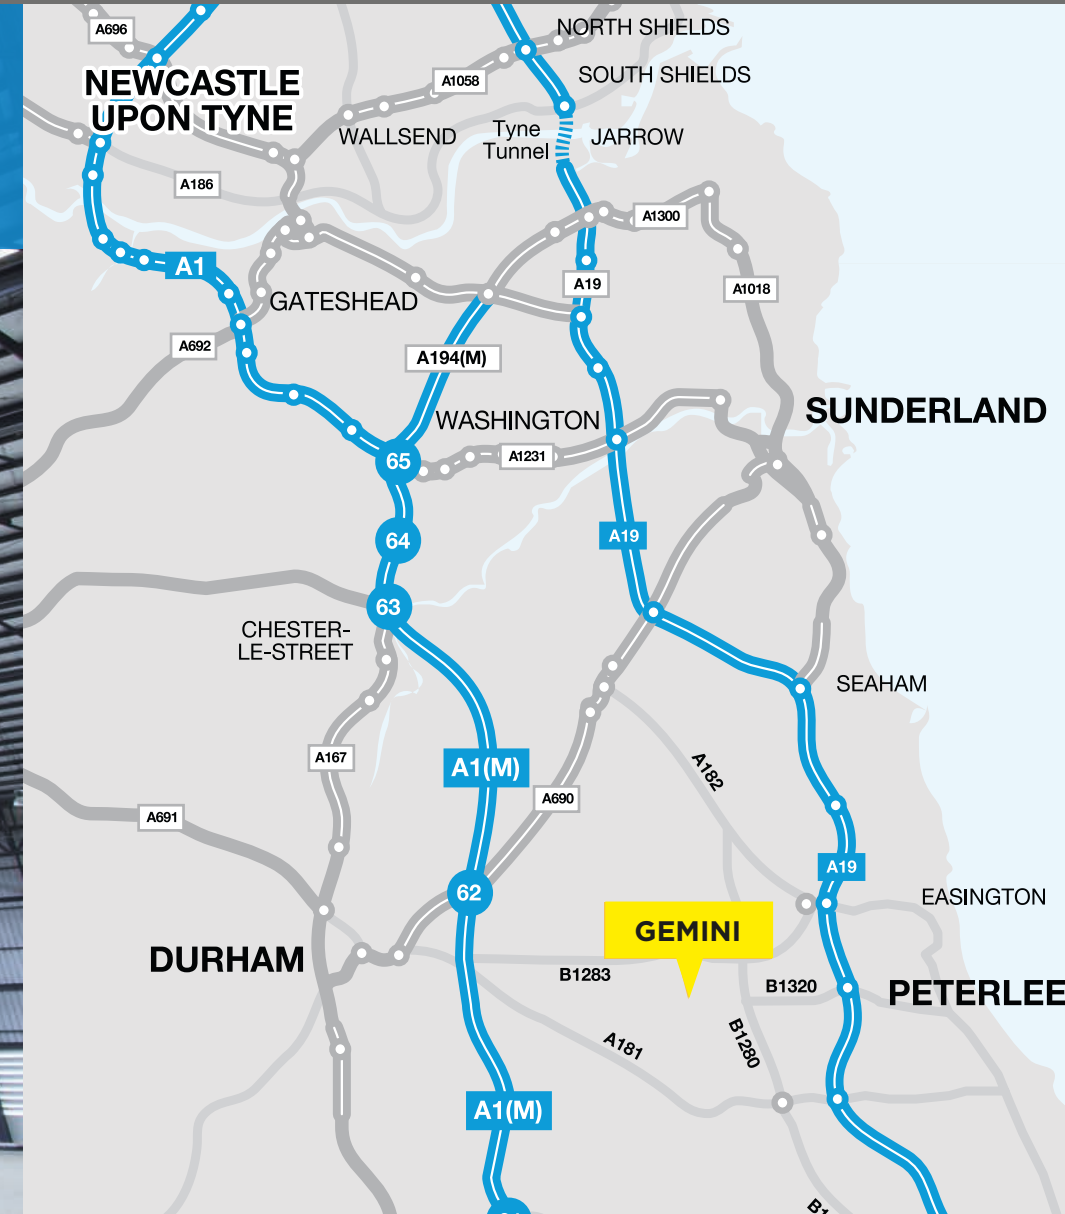 NORTH SHIELDS
A696
SOUTH SHIELDS
A1058
NEWCASTLE
UPON TYNE
WALLSEND
Tyne
Tunnel
JARROW
A186
A1300
A1
A19
A1018
GATESHEAD
A692
A194(M)
SUNDERLAND
WASHINGTON
A1231
65
A19
64
63
CHESTER-
LE-STREET
SEAHAM
A167
A1(M)
A182
A690
A691
A19
62
EASINGTON
GEMINI
DURHAM
B1283
B1320
PETERLEE
A181
B1280
A1(M)